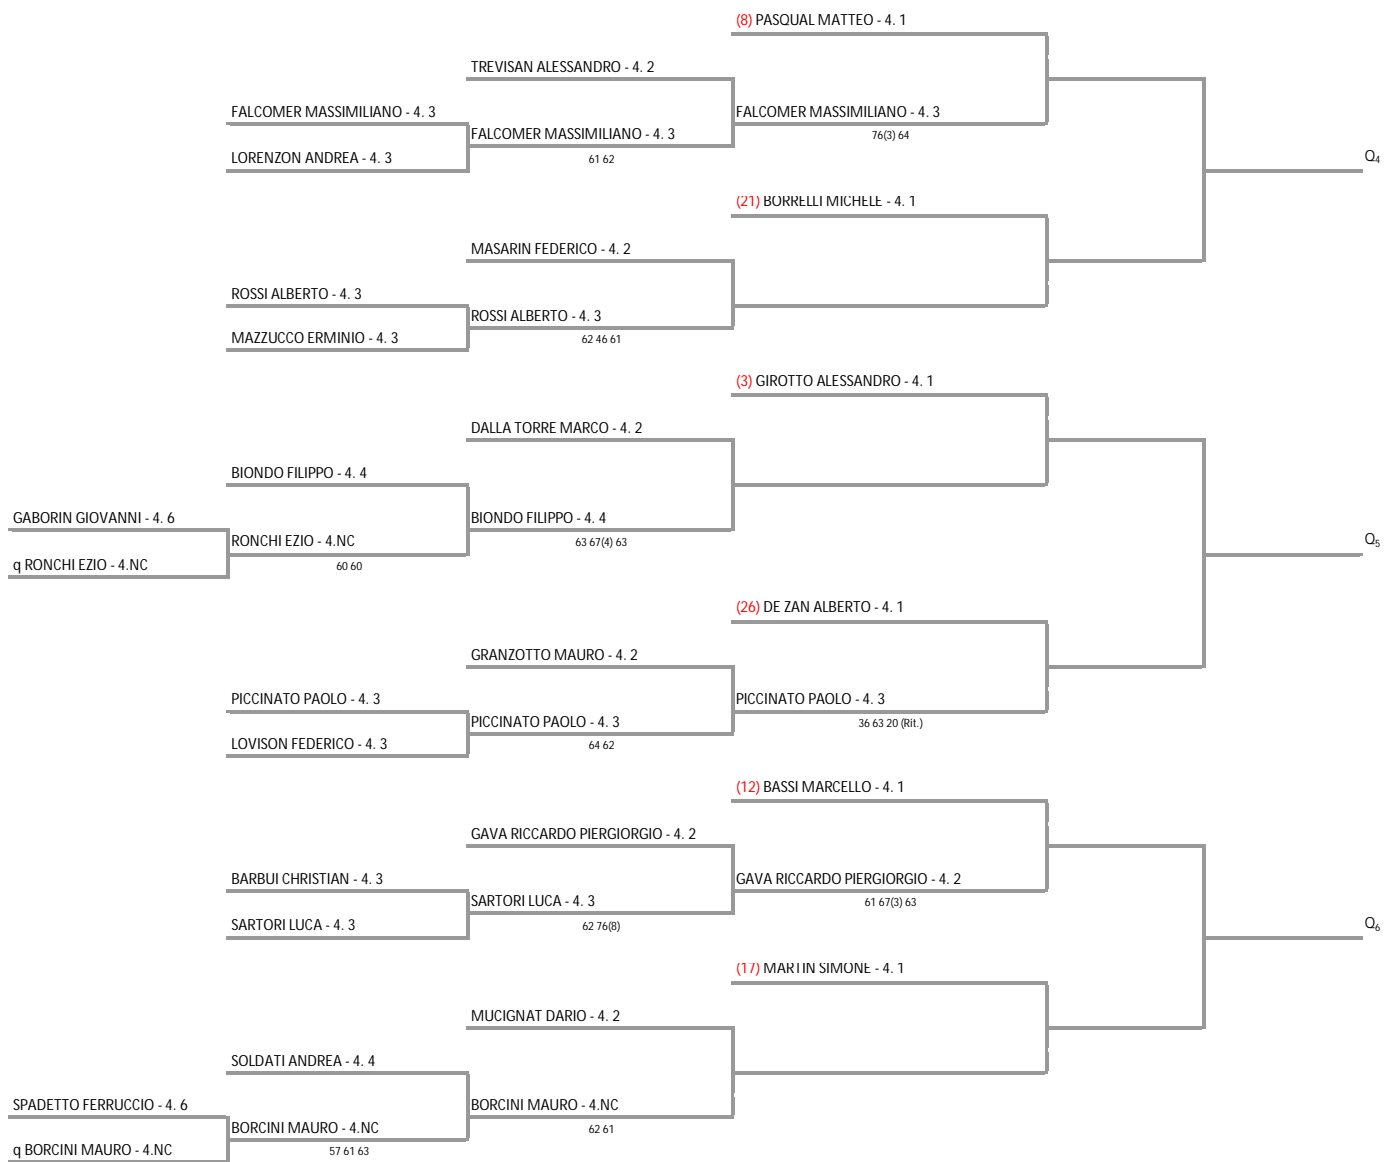 (8) PASQUAL MATTEO - 4. 1
TREVISAN ALESSANDRO - 4. 2
FALCOMER MASSIMILIANO - 4. 3
FALCOMER MASSIMILIANO - 4. 3
76(3) 64
FALCOMER MASSIMILIANO - 4. 3
61 62
LORENZON ANDREA - 4. 3
Q4
(21) BORRELLI MICHELE - 4. 1
MASARIN FEDERICO - 4. 2
ROSSI ALBERTO - 4. 3
ROSSI ALBERTO - 4. 3
62 46 61
MAZZUCCO ERMINIO - 4. 3
(3) GIROTTO ALESSANDRO - 4. 1
DALLA TORRE MARCO - 4. 2
BIONDO FILIPPO - 4. 4
GABORIN GIOVANNI - 4. 6
BIONDO FILIPPO - 4. 4
63 67(4) 63
RONCHI EZIO - 4.NC
60 60
q RONCHI EZIO - 4.NC
Q5
(26) DE ZAN ALBERTO - 4. 1
GRANZOTTO MAURO - 4. 2
PICCINATO PAOLO - 4. 3
PICCINATO PAOLO - 4. 3
36 63 20 (Rit.)
PICCINATO PAOLO - 4. 3
64 62
LOVISON FEDERICO - 4. 3
(12) BASSI MARCELLO - 4. 1
GAVA RICCARDO PIERGIORGIO - 4. 2
BARBUI CHRISTIAN - 4. 3
GAVA RICCARDO PIERGIORGIO - 4. 2
61 67(3) 63
SARTORI LUCA - 4. 3
62 76(8)
SARTORI LUCA - 4. 3
Q6
(17) MARTIN SIMONE - 4. 1
MUCIGNAT DARIO - 4. 2
SOLDATI ANDREA - 4. 4
SPADETTO FERRUCCIO - 4. 6
BORCINI MAURO - 4.NC
62 61
BORCINI MAURO - 4.NC
57 61 63
q BORCINI MAURO - 4.NC